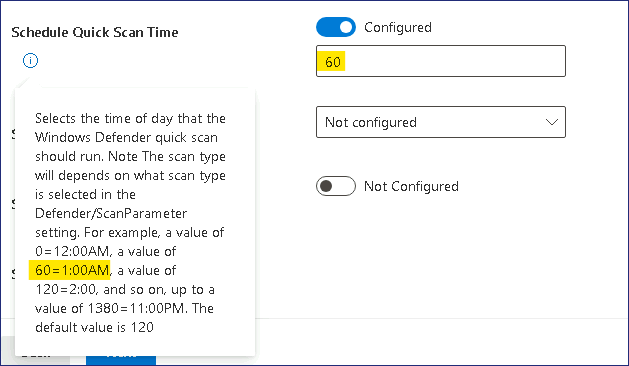 Schedule Quick Scan Time
Configured
60
Selects the time of day that the
Windows Defender quick scan
should run. Note The scan type
will depends on what scan type
is selected in the
Defender/ScanParameter
setting. For example, a value of
0=12:00AM, a value of
60=1:00AM, a value of
120=2:00, and so on, up to a
value of 1380=11:00PM. The
default value is 120
Not configured
Not Configured